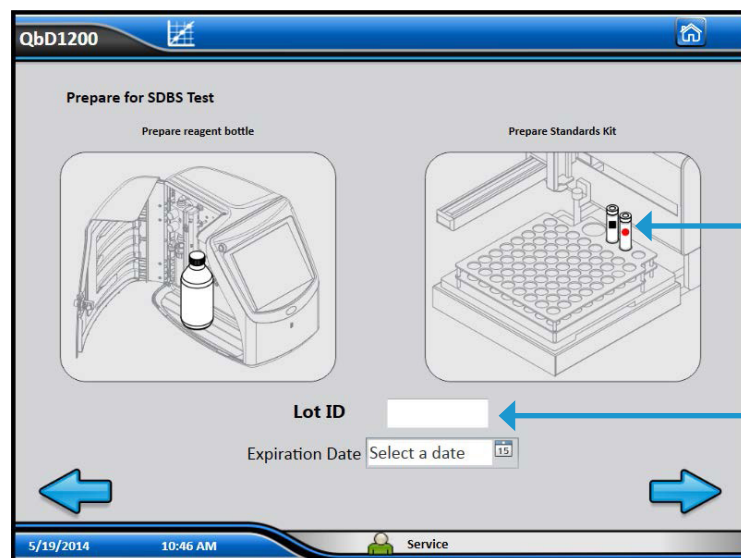 QbD1200
Prepare for SDBS Test
Prepare reagent bottle
Prepare Standards Kit
Lot ID
Expiration Date Select a date 15
5/19/2014 10:46 AM Service